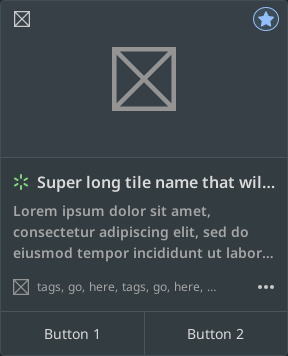 Super long tile name that wil...
Lorem ipsum dolor sit amet,
consectetur adipiscing elit, sed do
eiusmod tempor incididunt ut labor...
tags, go, here, tags, go, here, ...
Button 1
Button 2